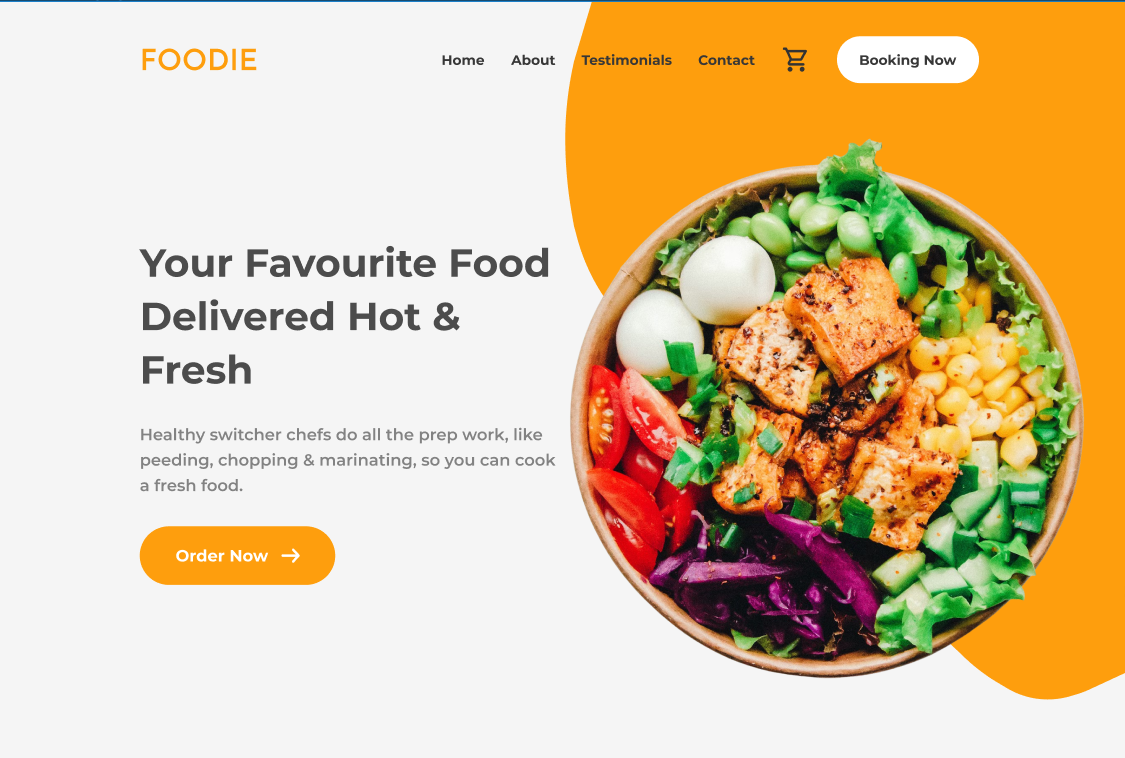 FOODIE
Home About Testimonials Contact Booking Now
Your Favourite Food
Delivered Hot &
Fresh
Healthy switcher chefs do all the prep work, like
peeding, chopping & marinating, so you can cook
a fresh food.
Order Now